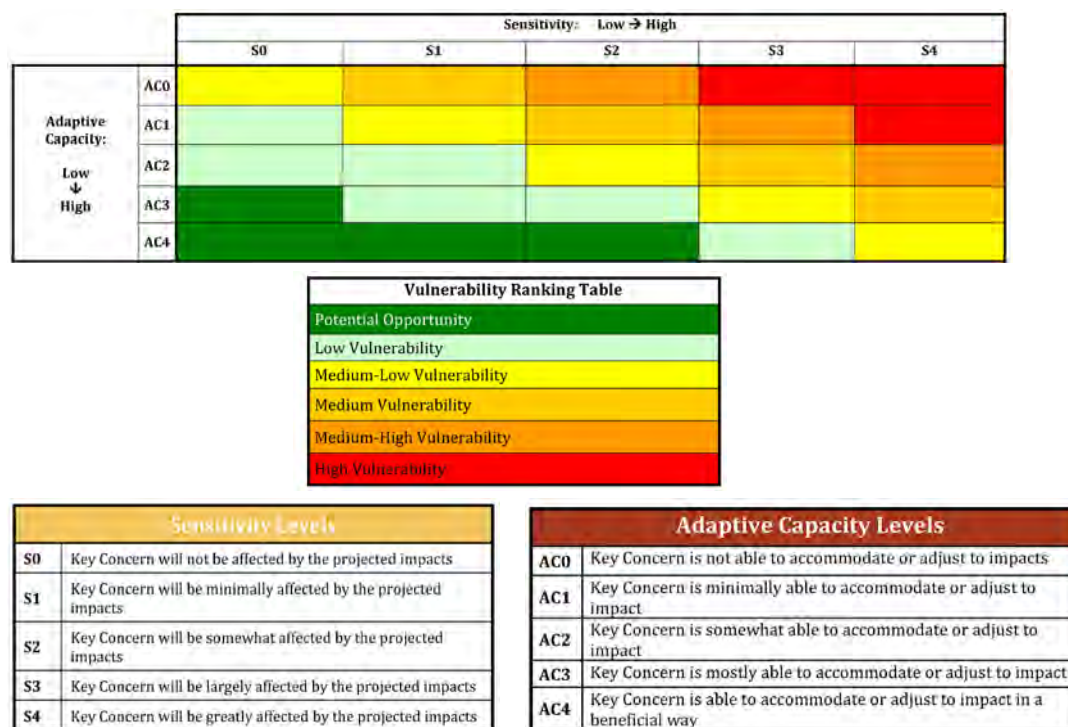 Sensitivity: Low → High
S0 S1 S2 S3 S4
AC0
Adaptive
Capacity:
Low
↓
High
AC1
AC2
AC3
AC4
Vulnerability Ranking Table
Potential Opportunity
Low Vulnerability
Medium-Low Vulnerability
Medium Vulnerability
Medium-High Vulnerability
High Vulnerability
Sensitivity Levels
S0 Key Concern will not be affected by the projected impacts
S1 Key Concern will be minimally affected by the projected
impacts
S2 Key Concern will be somewhat affected by the projected
impacts
S3 Key Concern will be largely affected by the projected impacts
S4 Key Concern will be greatly affected by the projected impacts
Adaptive Capacity Levels
AC0 Key Concern is not able to accommodate or adjust to impacts
AC1 Key Concern is minimally able to accommodate or adjust to
impact
AC2 Key Concern is somewhat able to accommodate or adjust to
impact
AC3 Key Concern is mostly able to accommodate or adjust to impact
AC4 Key Concern is able to accommodate or adjust to impact in a
beneficial way